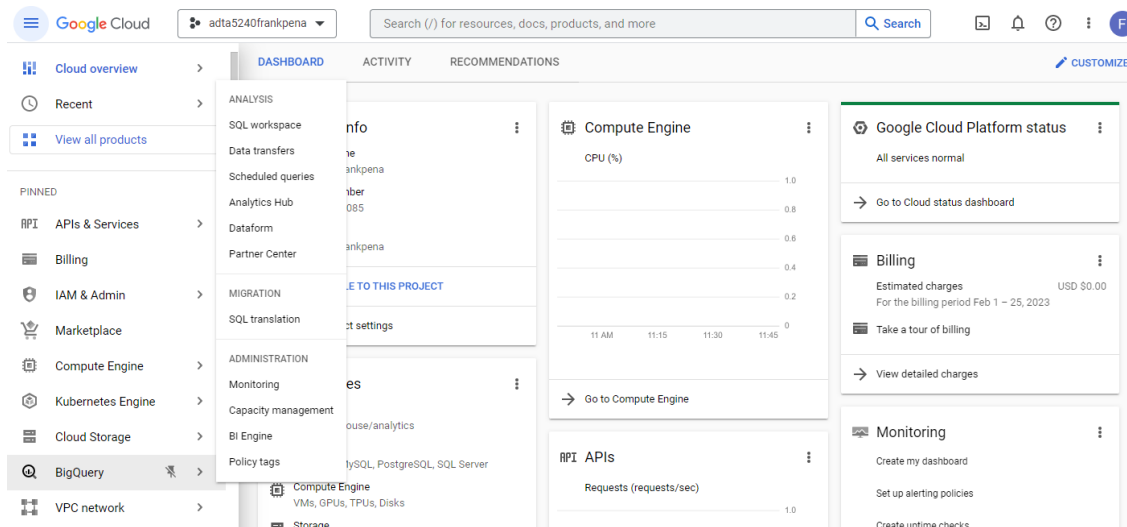 Google Cloud
adta5240frankpena
Search (/) for resources, docs, products, and more
Search
F
Cloud overview
Recent
View all products
PINNED
API APIs & Services
Billing
IAM & Admin
Marketplace
Compute Engine
Kubernetes Engine
Cloud Storage
BigQuery
VPC network
ANALYSIS
SQL workspace
Data transfers
Scheduled queries
Analytics Hub
Dataform
Partner Center
MIGRATION
SQL translation
ADMINISTRATION
Monitoring
Capacity management
BI Engine
Policy tags
DASHBOARD
ACTIVITY
RECOMMENDATIONS
CUSTOMIZE
nfo
me
ankpena
mber
085
ankpena
LE TO THIS PROJECT
ct settings
es
ouse/analytics
MySQL, PostgreSQL, SQL Server
Compute Engine
VMs, GPUs, TPUs, Disks
Storage
Compute Engine
CPU (%)
1.0
0.8
0.6
0.4
0.2
0
11 AM 11:15 11:30 11:45
Go to Compute Engine
API APIs
Requests (requests/sec)
1.0
Google Cloud Platform status
All services normal
Go to Cloud status dashboard
Billing
Estimated charges USD $0.00
For the billing period Feb 1 – 25, 2023
Take a tour of billing
View detailed charges
Monitoring
Create my dashboard
Set up alerting policies
Create uptime checks